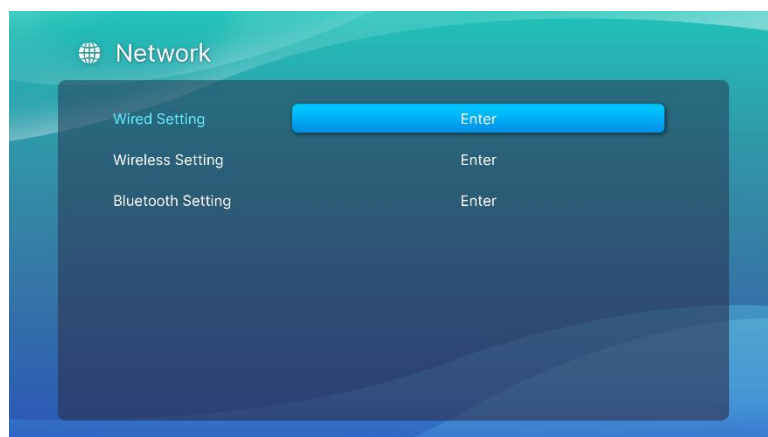 Network
Wired Setting Enter
Wireless Setting Enter
Bluetooth Setting Enter